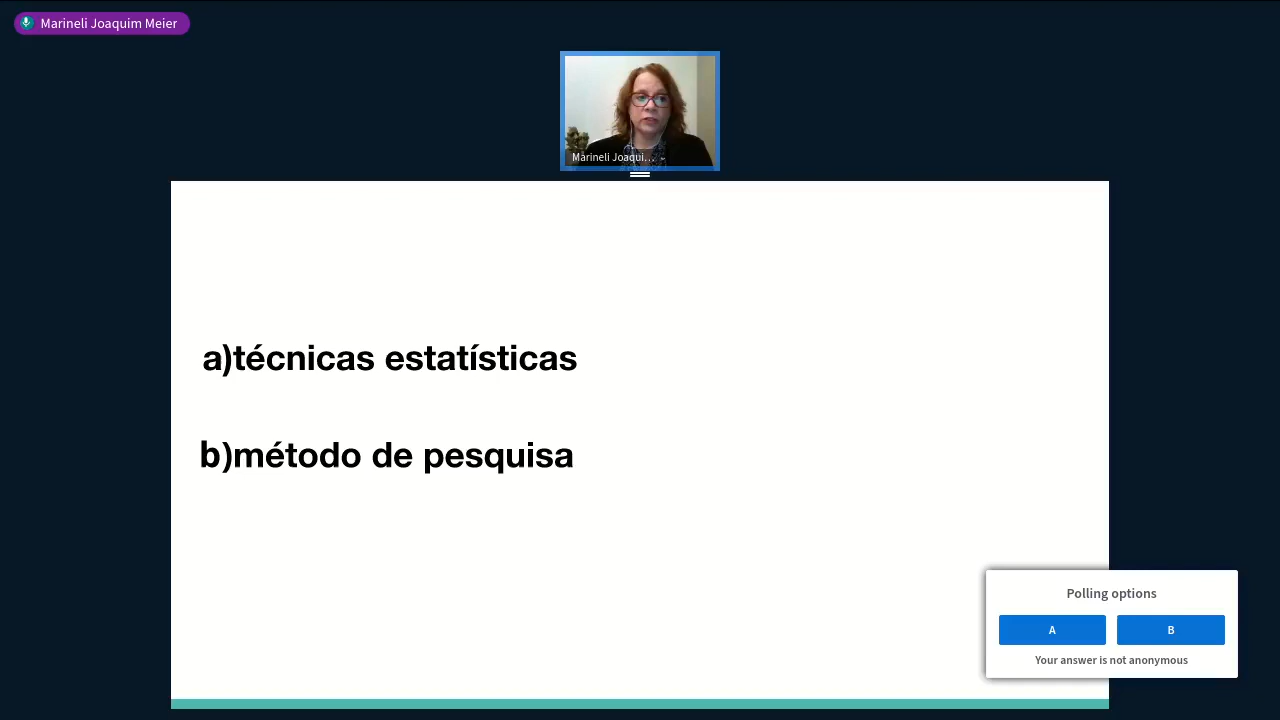 Marineli Joaquim Meier
Marineli Joaqui...
a)técnicas estatísticas
b)método de pesquisa
Polling options
A B
Your answer is not anonymous